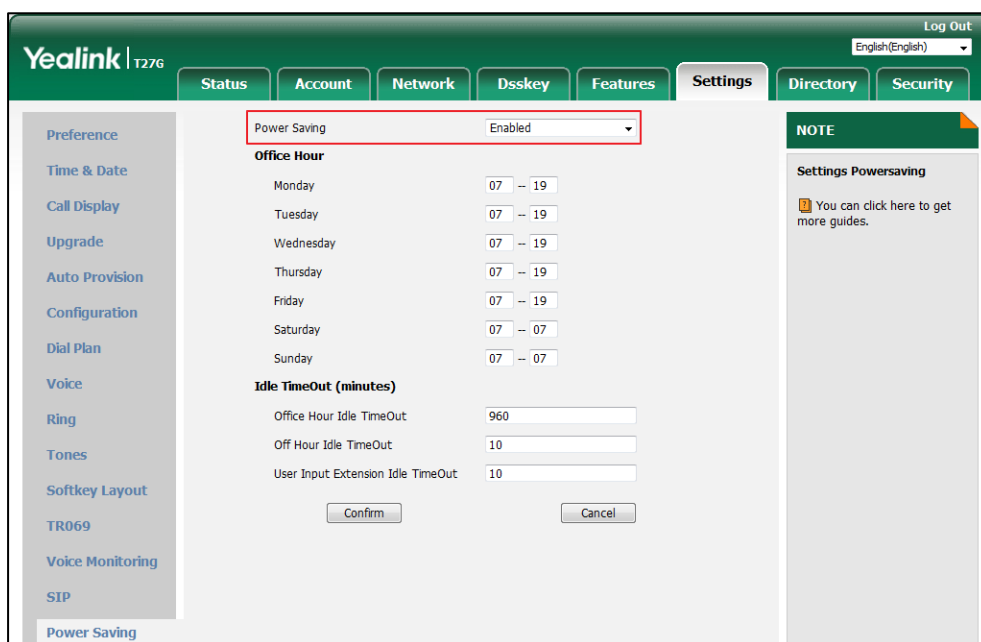 Log Out
Yealink | T27G
English(English)
Status Account Network Dsskey Features Settings Directory Security
Preference
Time & Date
Call Display
Upgrade
Auto Provision
Configuration
Dial Plan
Voice
Ring
Tones
Softkey Layout
TR069
Voice Monitoring
SIP
Power Saving
Power Saving Enabled
Office Hour
Monday 07 -- 19
Tuesday 07 -- 19
Wednesday 07 -- 19
Thursday 07 -- 19
Friday 07 -- 19
Saturday 07 -- 07
Sunday 07 -- 07
Idle TimeOut (minutes)
Office Hour Idle TimeOut 960
Off Hour Idle TimeOut 10
User Input Extension Idle TimeOut 10
Confirm Cancel
NOTE
Settings Powersaving
? You can click here to get
more guides.